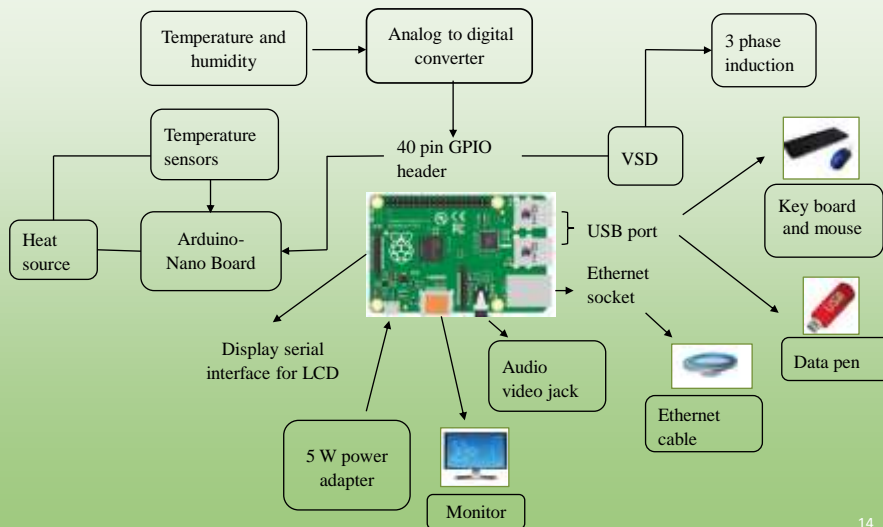 Temperature and
humidity
Analog to digital
converter
3 phase
induction
Temperature
sensors
40 pin GPIO
header
VSD
Key board
and mouse
Heat
source
Arduino-
Nano Board
USB port
Ethernet
socket
USB
Display serial
interface for LCD
Audio
video jack
Data pen
Ethernet
cable
5 W power
adapter
Monitor
14